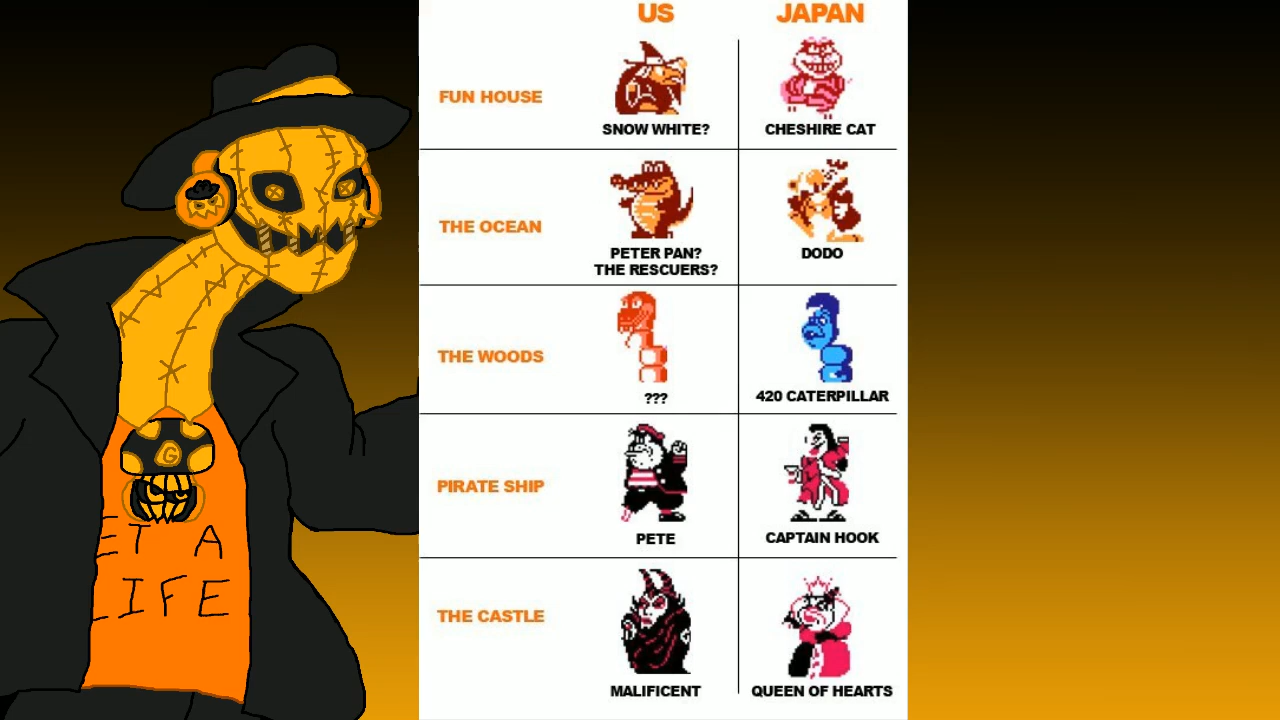 US JAPAN
FUN HOUSE
SNOW WHITE? CHESHIRE CAT
THE OCEAN
PETER PAN? DODO
THE RESCUERS?
THE WOODS
??? 420 CATERPILLAR
PIRATE SHIP
PETE CAPTAIN HOOK
THE CASTLE
MALIFICENT QUEEN OF HEARTS
G
ET A
IFE